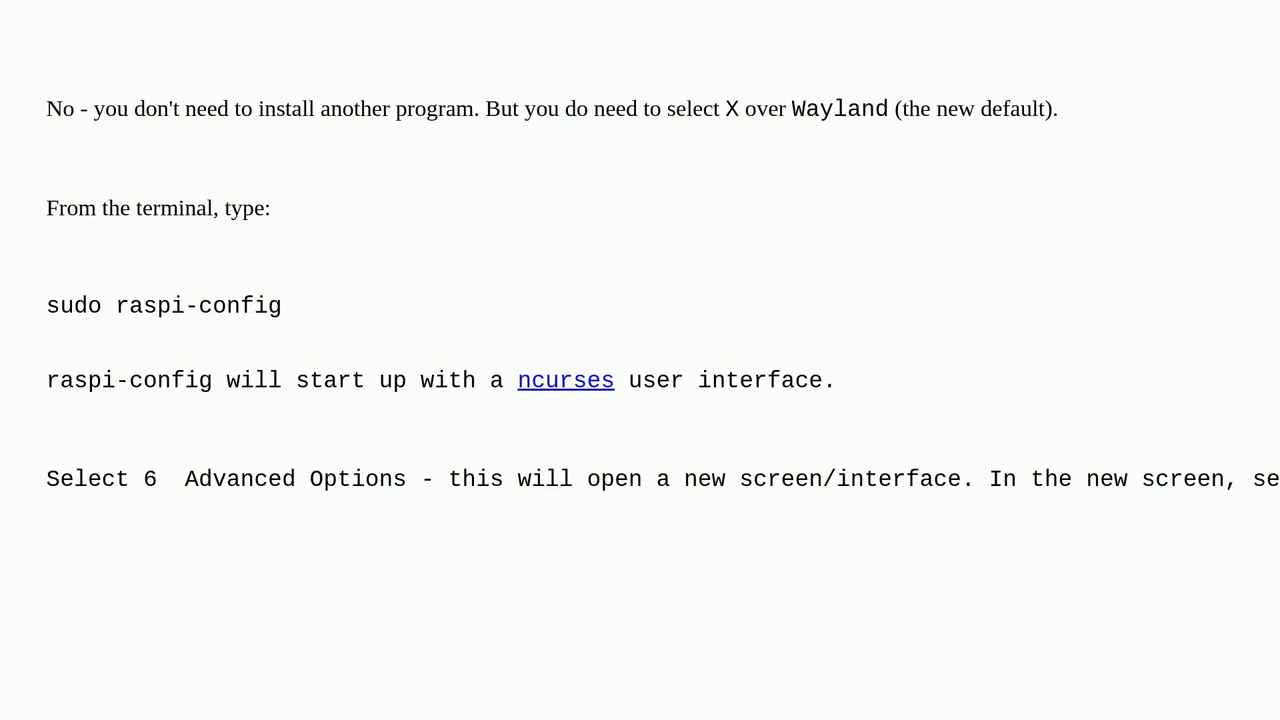 No - you don't need to install another program. But you do need to select X over Wayland (the new default).
From the terminal, type:
sudo raspi-config
raspi-config will start up with a ncurses user interface.
Select 6  Advanced Options - this will open a new screen/interface. In the new screen, se